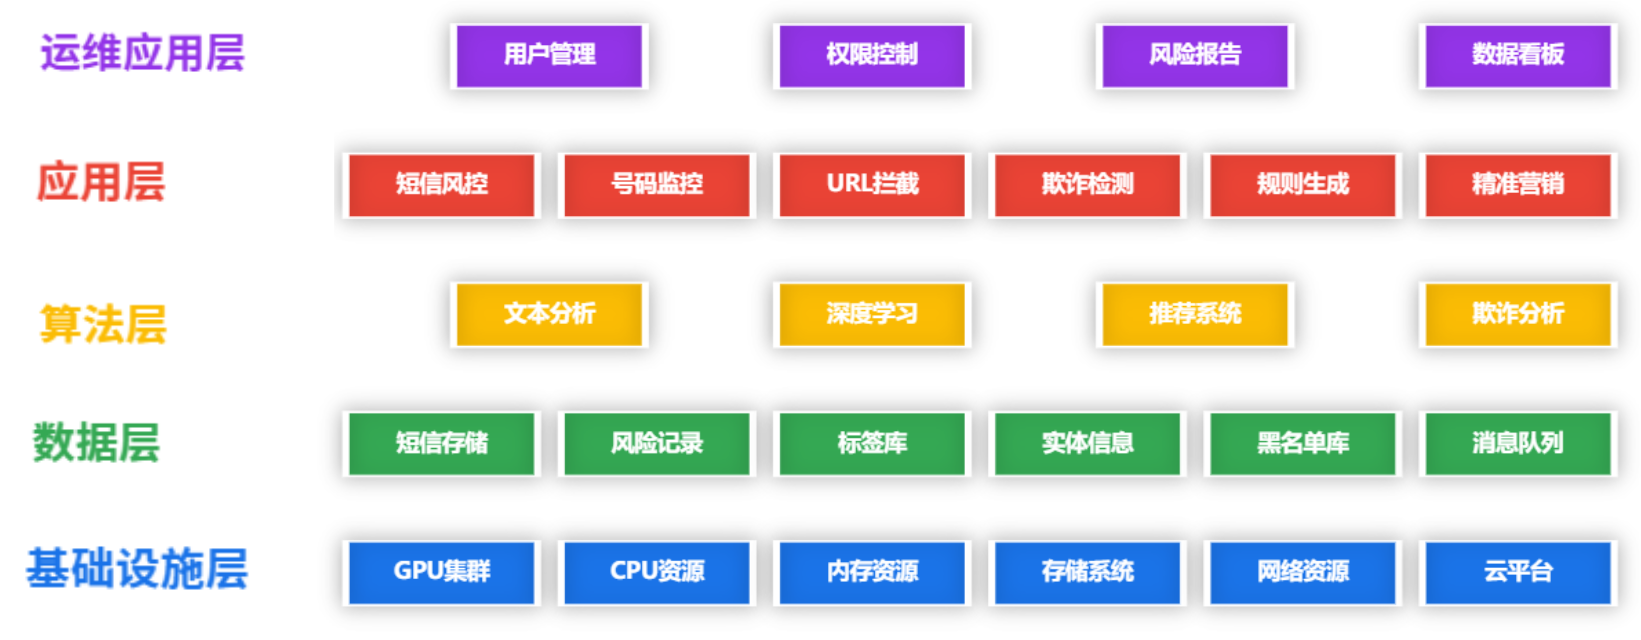 运维应用层
用户管理 权限控制 风险报告 数据看板
应用层
短信风控 号码监控 URL拦截 欺诈检测 规则生成 精准营销
算法层
文本分析 深度学习 推荐系统 欺诈分析
数据层
短信存储 风险记录 标签库 实体信息 黑名单库 消息队列
基础设施层
GPU集群 CPU资源 内存资源 存储系统 网络资源 云平台